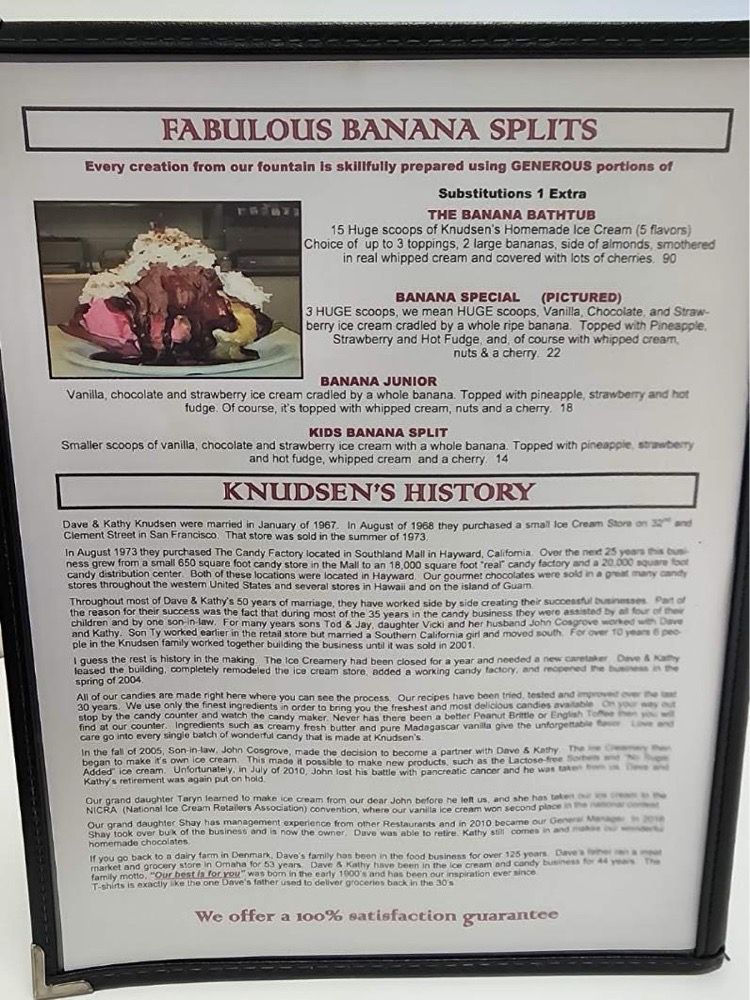 FABULOUS BANANA SPLITS
Every creation from our fountain is skillfully prepared using GENEROUS portions of
Substitutions 1 Extra
THE BANANA BATHTUB
15 Huge scoops of Knudsen's Homemade Ice Cream (5 flavors)
Choice of up to 3 toppings, 2 large bananas, side of almonds, smothered
in real whipped cream and covered with lots of cherries. 90
BANANA SPECIAL (PICTURED)
3 HUGE scoops, we mean HUGE scoops, Vanilla, Chocolate, and Straw-
berry ice cream cradled by a whole ripe banana. Topped with Pineapple,
Strawberry and Hot Fudge, and, of course with whipped cream,
nuts & a cherry. 22
BANANA JUNIOR
Vanilla, chocolate and strawberry ice cream cradled by a whole banana. Topped with pineapple, strawberry and hot
fudge. Of course, it's topped with whipped cream, nuts and a cherry. 18
KIDS BANANA SPLIT
Smaller scoops of vanilla, chocolate and strawberry ice cream with a whole banana. Topped with pineapple, strawberry
and hot fudge, whipped cream and a cherry. 14
KNUDSEN'S HISTORY
Dave & Kathy Knudsen were married in January of 1967. In August of 1968 they purchased a small Ice Cream Store on 32nd and
Clement Street in San Francisco. That store was sold in the summer of 1973.
In August 1973 they purchased The Candy Factory located in Southland Mall in Hayward, California. Over the next 25 years this busi-
ness grew from a small 650 square foot candy store in the Mall to an 18,000 square foot "real" candy factory and a 20,000 square foot
candy distribution center. Both of these locations were located in Hayward. Our gourmet chocolates were sold in a great many candy
stores throughout the western United States and several stores in Hawaii and on the island of Guam.
Throughout most of Dave & Kathy's 50 years of marriage, they have worked side by side creating their successful businesses. Part of
the reason for their success was the fact that during most of the 35 years in the candy business they were assisted by all four of their
children and by one son-in-law. For many years sons Tod & Jay, daughter Vicki and her husband John Cosgrove worked with Dave
and Kathy. Son Ty worked earlier in the retail store but married a Southern California girl and moved south. For over 10 years 6 peo-
ple in the Knudsen family worked together building the business until it was sold in 2001.
I guess the rest is history in the making. The Ice Creamery had been closed for a year and needed a new caretaker. Dave & Kathy
leased the building, completely remodeled the ice cream store, added a working candy factory, and reopened the business in the
spring of 2004.
All of our candies are made right here where you can see the process. Our recipes have been tried, tested and improved over the last
30 years. We use only the finest ingredients in order to bring you the freshest and most delicious candies available. On your way out
stop by the candy counter and watch the candy maker. Never has there been a better Peanut Brittle or English Toffee then you will
find at our counter. Ingredients such as creamy fresh butter and pure Madagascar vanilla give the unforgettable flavor. Love and
care go into every single batch of wonderful candy that is made at Knudsen's.
In the fall of 2005, Son-in-law, John Cosgrove, made the decision to become a partner with Dave & Kathy. The Ice Creamery then
began to make it's own ice cream. This made it possible to make new products, such as the Lactose-free Sorbets and "No Sugar
Added" ice cream. Unfortunately, in July of 2010, John lost his battle with pancreatic cancer and he was taken from us. Dave and
Kathy's retirement was again put on hold.
Our grand daughter Taryn learned to make ice cream from our dear John before he left us, and she has taken our ice cream to the
NICRA (National Ice Cream Retailers Association) convention, where our vanilla ice cream won second place in the national contest.
Our grand daughter Shay has management experience from other Restaurants and in 2010 became our General Manager. In 2016
Shay took over bulk of the business and is now the owner. Dave was able to retire. Kathy still comes in and makes our wonderful
homemade chocolates.
If you go back to a dairy farm in Denmark, Dave's family has been in the food business for over 125 years. Dave's father ran a meat
market and grocery store in Omaha for 53 years. Dave & Kathy have been in the ice cream and candy business for 44 years. The
family motto, "Our best is for you" was born in the early 1900's and has been our inspiration ever since.
T-shirts is exactly like the one Dave's father used to deliver groceries back in the 30's
We offer a 100% satisfaction guarantee